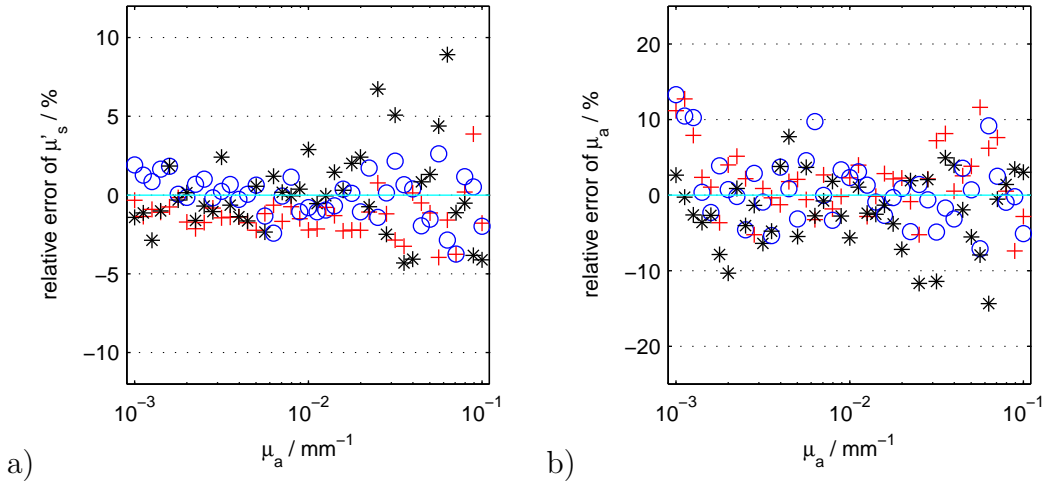 10
5
0
−5
−10
relative error of μ's / %
10⁻³
10⁻²
10⁻¹
μa / mm⁻¹
a)
20
10
0
−10
−20
relative error of μa / %
10⁻³
10⁻²
10⁻¹
μa / mm⁻¹
b)